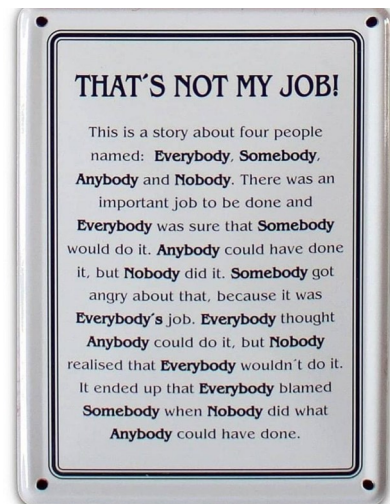 THAT´S NOT MY JOB!
This is a story about four people
named: Everybody, Somebody,
Anybody and Nobody. There was an
important job to be done and
Everybody was sure that Somebody
would do it. Anybody could have done
it, but Nobody did it. Somebody got
angry about that, because it was
Everybody´s job. Everybody thought
Anybody could do it, but Nobody
realised that Everybody wouldn´t do it.
It ended up that Everybody blamed
Somebody when Nobody did what
Anybody could have done.